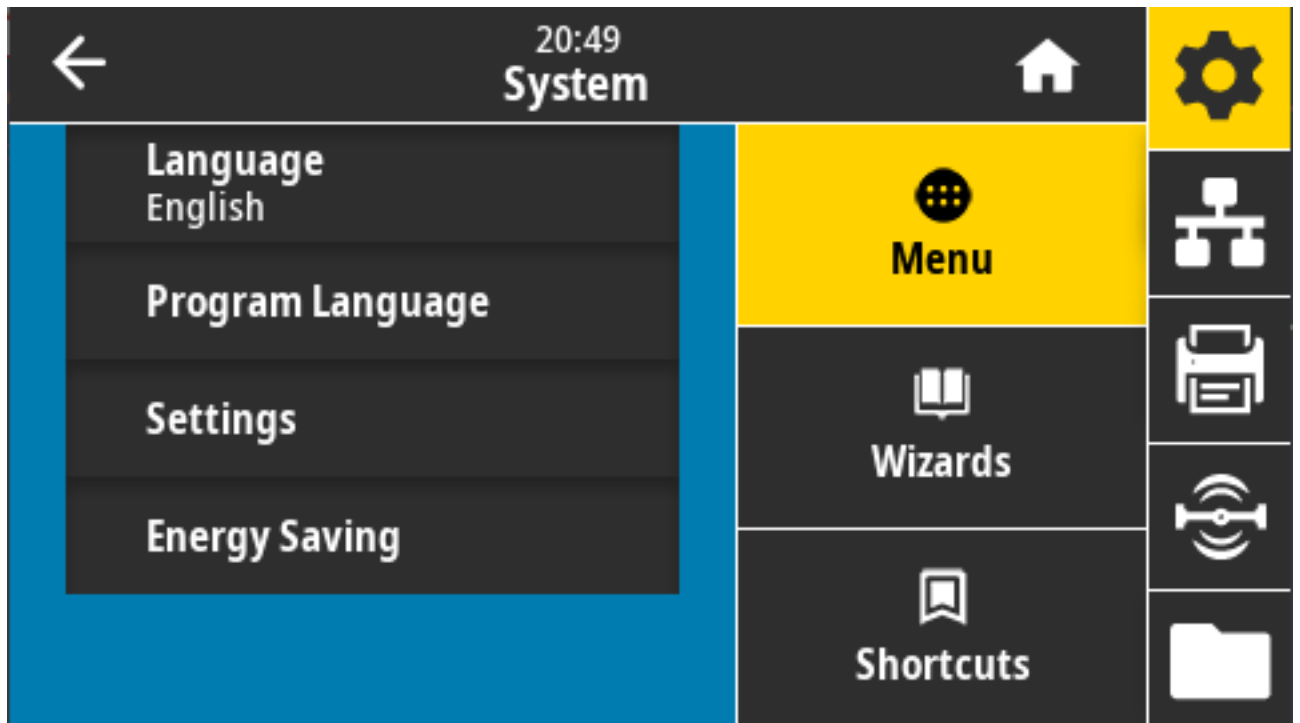 20:49
System
Language
English
Program Language
Settings
Energy Saving
Menu
Wizards
Shortcuts